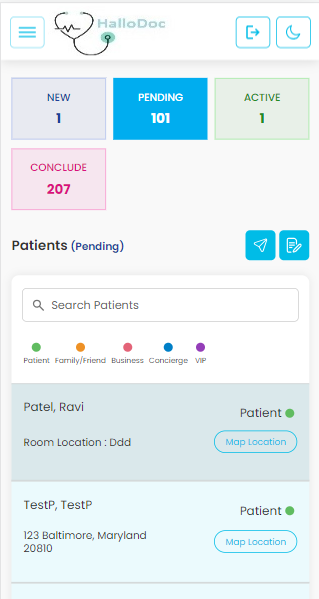 HalloDoc
NEW
1
PENDING
101
ACTIVE
1
CONCLUDE
207
Patients (Pending)
Search Patients
Patient
Family/Friend
Business
Concierge
VIP
Patel, Ravi
Patient
Room Location : Ddd
Map Location
TestP, TestP
Patient
123 Baltimore, Maryland
20810
Map Location